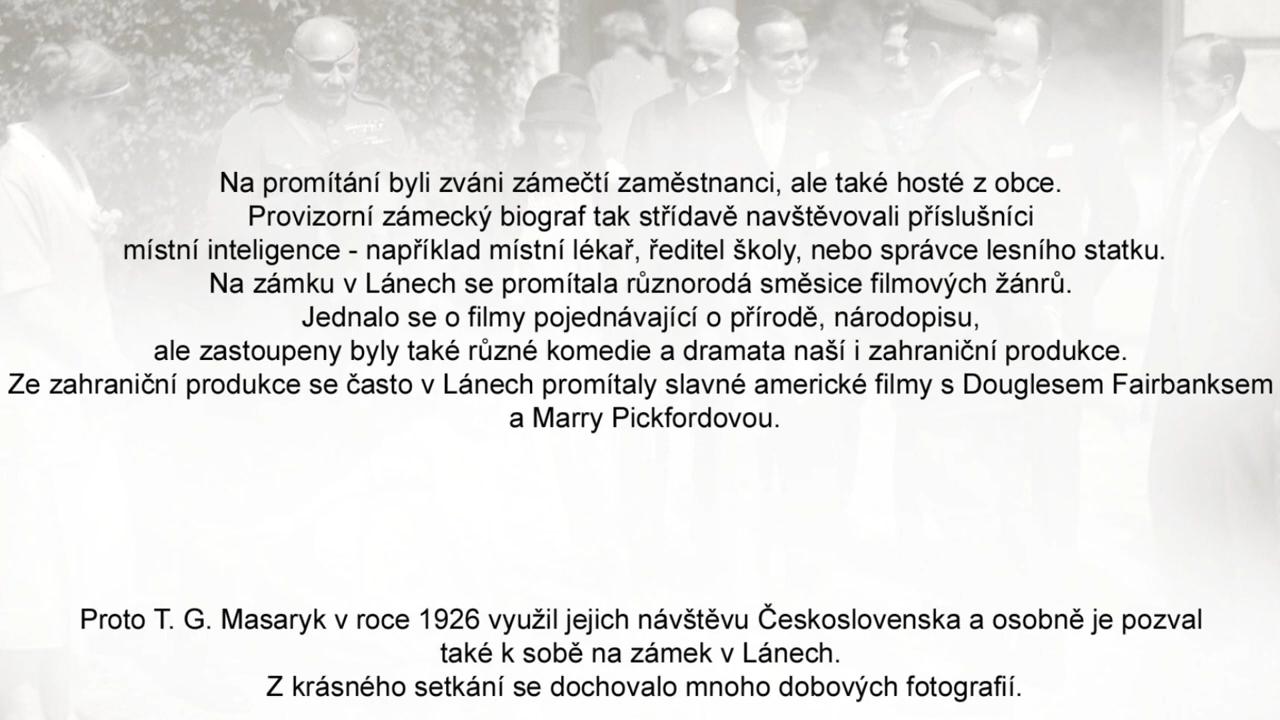 Na promítání byli zváni zámečtí zaměstnanci, ale také hosté z obce.
Provizorní zámecký biograf tak střídavě navštěvovali příslušníci
místní inteligence - například místní lékař, ředitel školy, nebo správce lesního statku.
Na zámku v Lánech se promítala různorodá směsice filmových žánrů.
Jednalo se o filmy pojednávající o přírodě, národopisu,
ale zastoupeny byly také různé komedie a dramata naší i zahraniční produkce.
Ze zahraniční produkce se často v Lánech promítaly slavné americké filmy s Douglesem Fairbanksem
a Marry Pickfordovou.
Proto T. G. Masaryk v roce 1926 využil jejich návštěvu Československa a osobně je pozval
také k sobě na zámek v Lánech.
Z krásného setkání se dochovalo mnoho dobových fotografií.